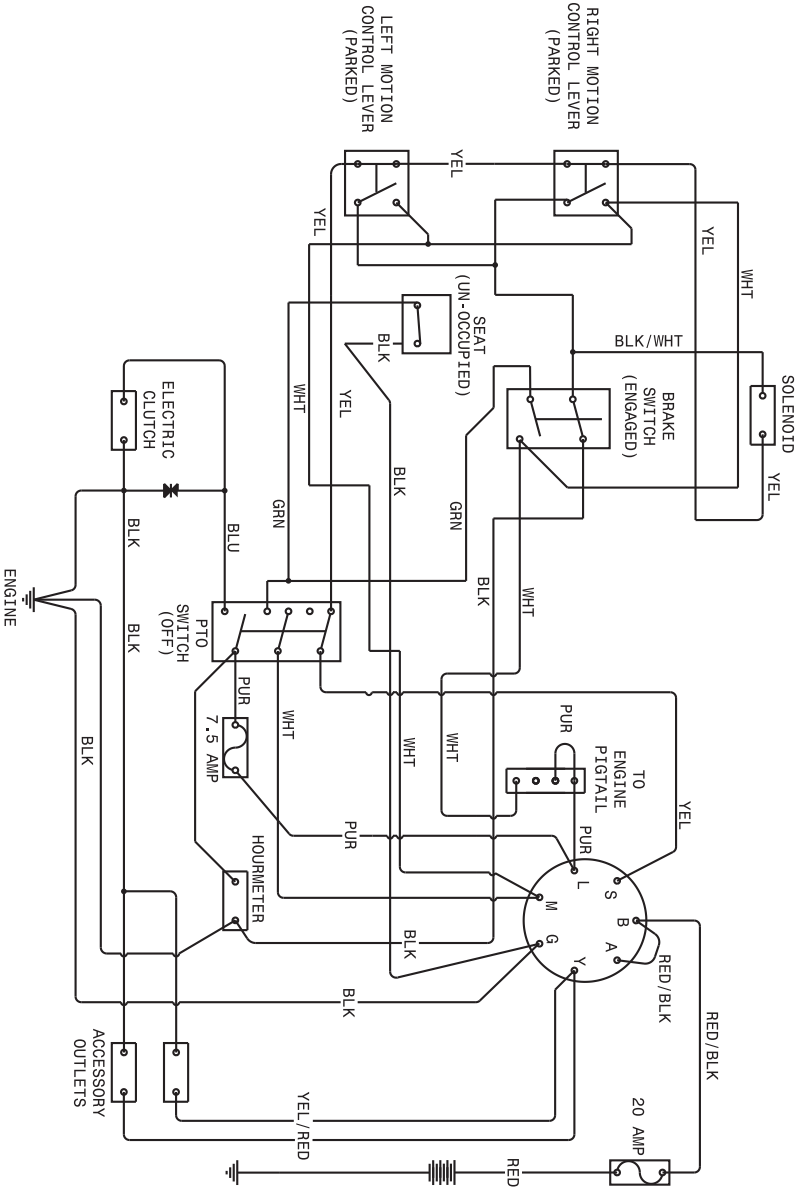 RIGHT MOTION
CONTROL LEVER
(PARKED)
LEFT MOTION
CONTROL LEVER
(PARKED)
YEL
YEL
YEL
WHT
SOLENOID
BLK/WHT
YEL
BRAKE
SWITCH
(ENGAGED)
SEAT
(UN-OCCUPIED)
BLK
YEL
WHT
ELECTRIC
CLUTCH
BLK
GRN
GRN
BLK
WHT
BLU
BLK
BLK
ENGINE
PTO
SWITCH
(OFF)
PUR
7.5 AMP
WHT
WHT
WHT
PUR
TO
ENGINE
PIGTAIL
YEL
BLK
PUR
PUR
HOURMETER
L
S
B
A
Y
G
M
BLK
BLK
RED/BLK
RED/BLK
ACCESSORY
OUTLETS
YEL/RED
20 AMP
RED